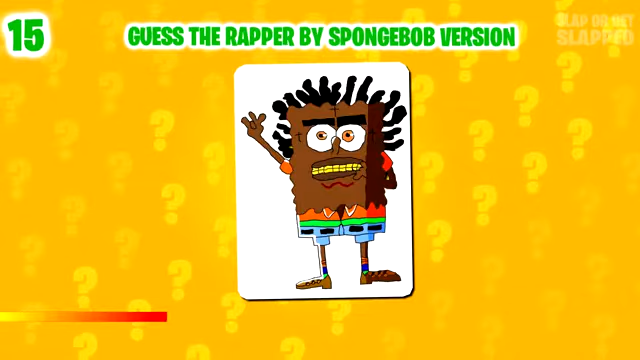 15
GUESS THE RAPPER BY SPONGEBOB VERSION
SLAP OR GET
SLAPPED